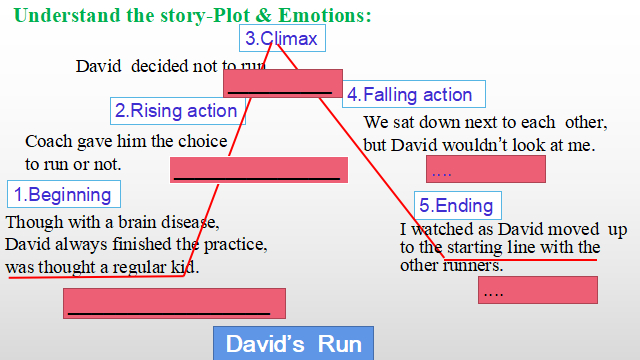 Understand the story-Plot & Emotions:
3.Climax
David decided not to run
2.Rising action
4.Falling action
Coach gave him the choice
to run or not.
We sat down next to each other,
but David wouldn't look at me.
....
1.Beginning
5.Ending
Though with a brain disease,
David always finished the practice,
was thought a regular kid.
I watched as David moved up
to the starting line with the
other runners.
....
David's Run